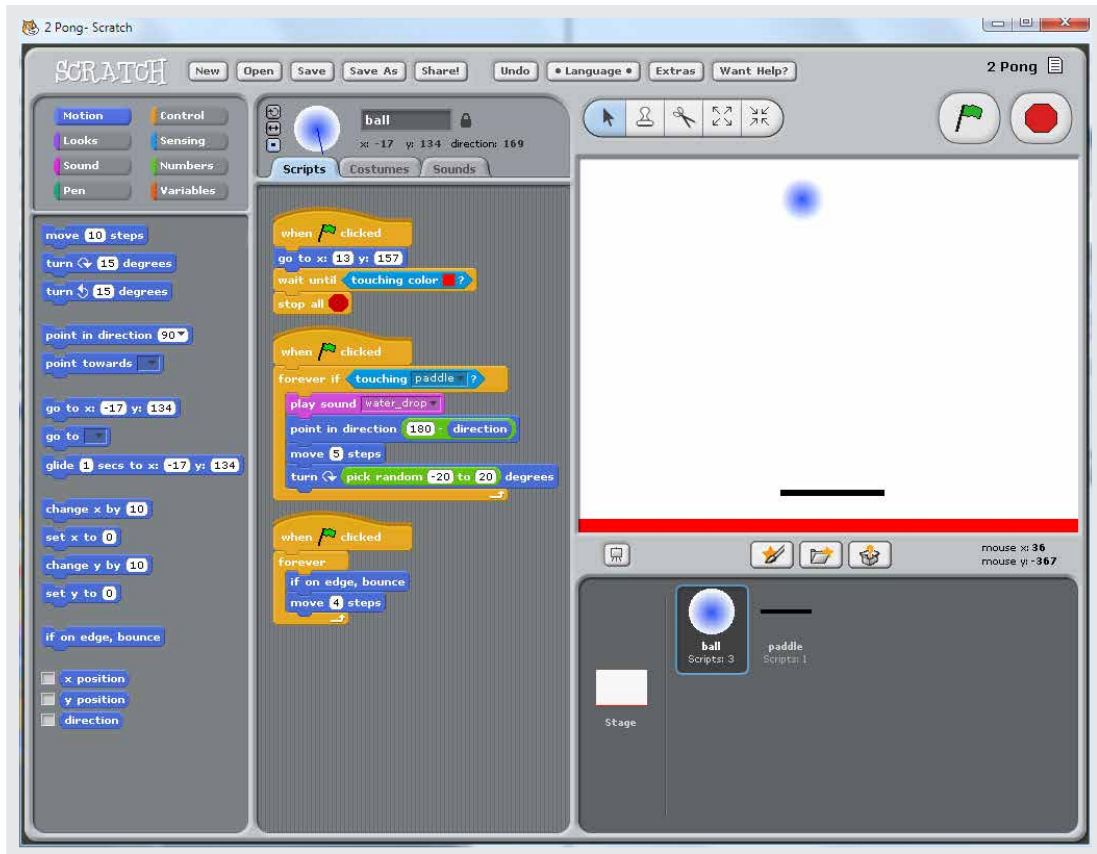 2 Pong- Scratch
SCRATCH New Open Save Save As Share! Undo • Language • Extras Want Help? 2 Pong
Motion Control
Looks Sensing
Sound Numbers
Pen Variables
move 10 steps
turn 15 degrees
turn 15 degrees
point in direction 90
point towards
go to x: -17 y: 134
go to
glide 1 secs to x: -17 y: 134
change x by 10
set x to 0
change y by 10
set y to 0
if on edge, bounce
x position
y position
direction
ball
x: -17 y: 134 direction: 169
Scripts Costumes Sounds
when clicked
go to x: 13 y: 157
wait until touching color ?
stop all
when clicked
forever if touching paddle ?
play sound water_drop
point in direction 180 - direction
move 5 steps
turn pick random -20 to 20 degrees
when clicked
forever
if on edge, bounce
move 4 steps
mouse x: 36
mouse y: -367
ball paddle
Scripts: 3 Scripts: 1
Stage